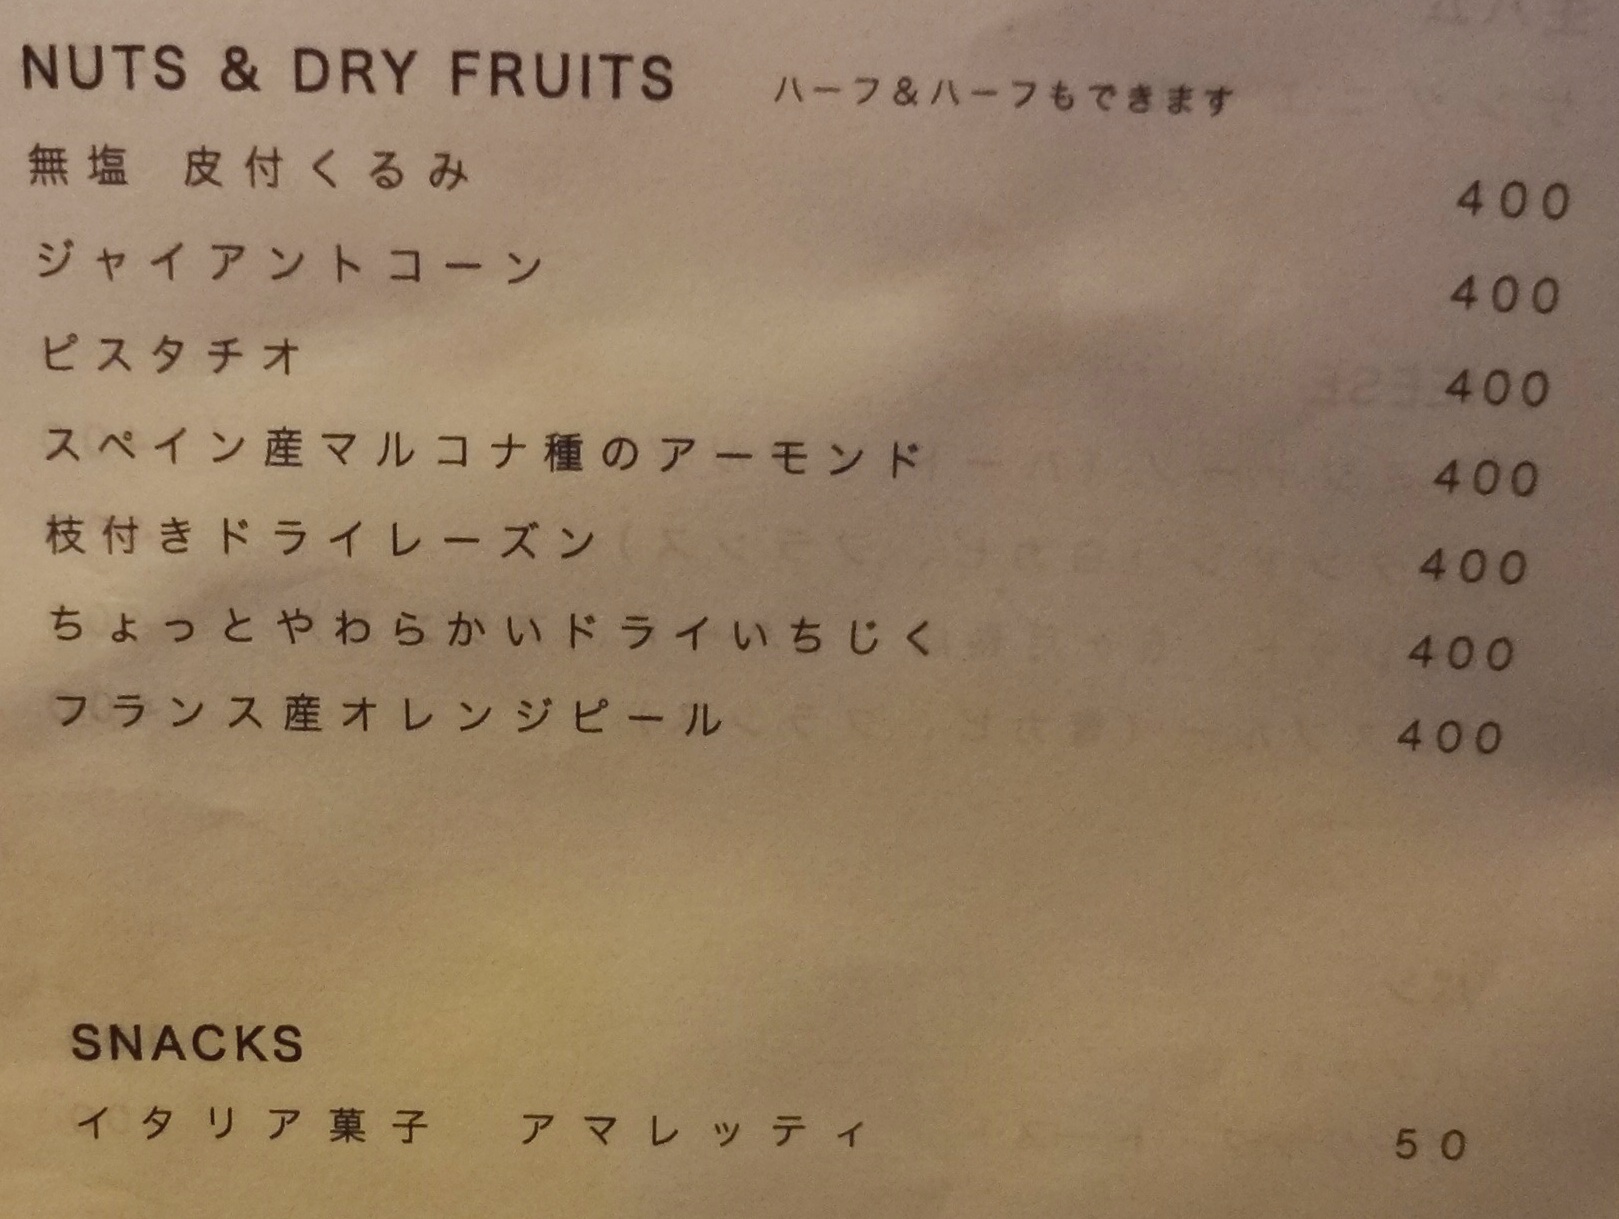 NUTS & DRY FRUITS ハーフ&ハーフもできます
無塩 皮付くるみ 400
ジャイアントコーン 400
ピスタチオ 400
スペイン産マルコナ種のアーモンド 400
枝付きドライレーズン 400
ちょっとやわらかいドライいちじく 400
フランス産オレンジピール 400
SNACKS
イタリア菓子 アマレッティ 50